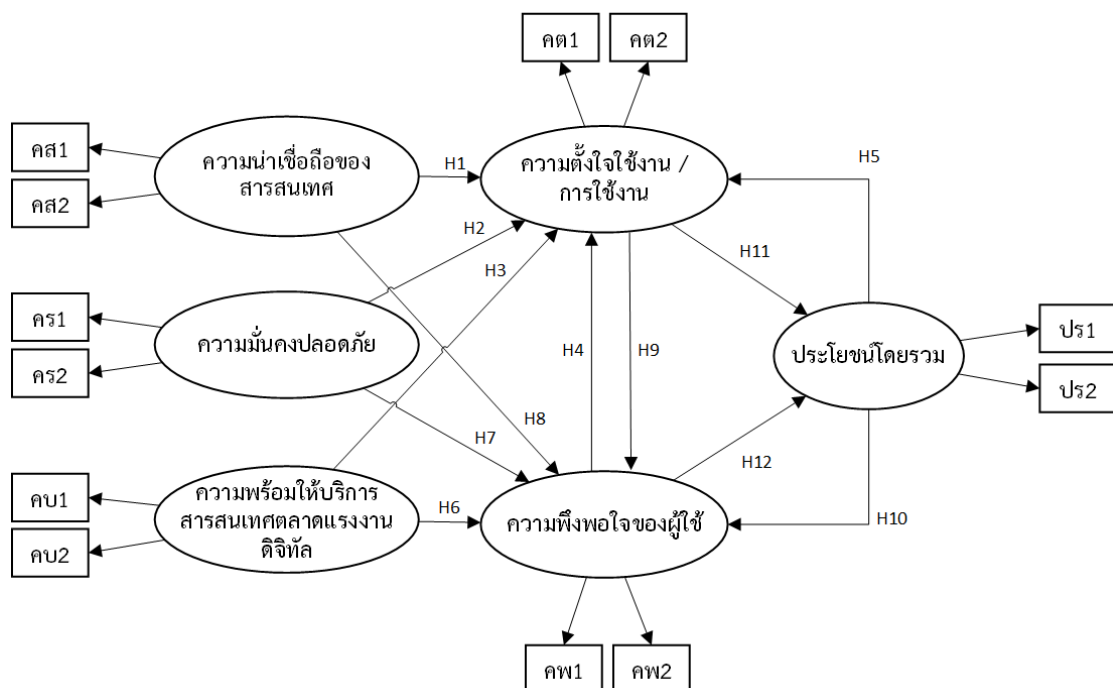 คต1
คต2
คส1
คส2
ความน่าเชื่อถือของ
สารสนเทศ
H1
ความตั้งใจใช้งาน /
การใช้งาน
H5
H2
H3
H11
คร1
คร2
ความมั่นคงปลอดภัย
H4
H9
ประโยชน์โดยรวม
ปร1
ปร2
H8
H7
H12
คบ1
คบ2
ความพร้อมให้บริการ
สารสนเทศตลาดแรงงาน
ดิจิทัล
H6
ความพึงพอใจของผู้ใช้
H10
คพ1
คพ2